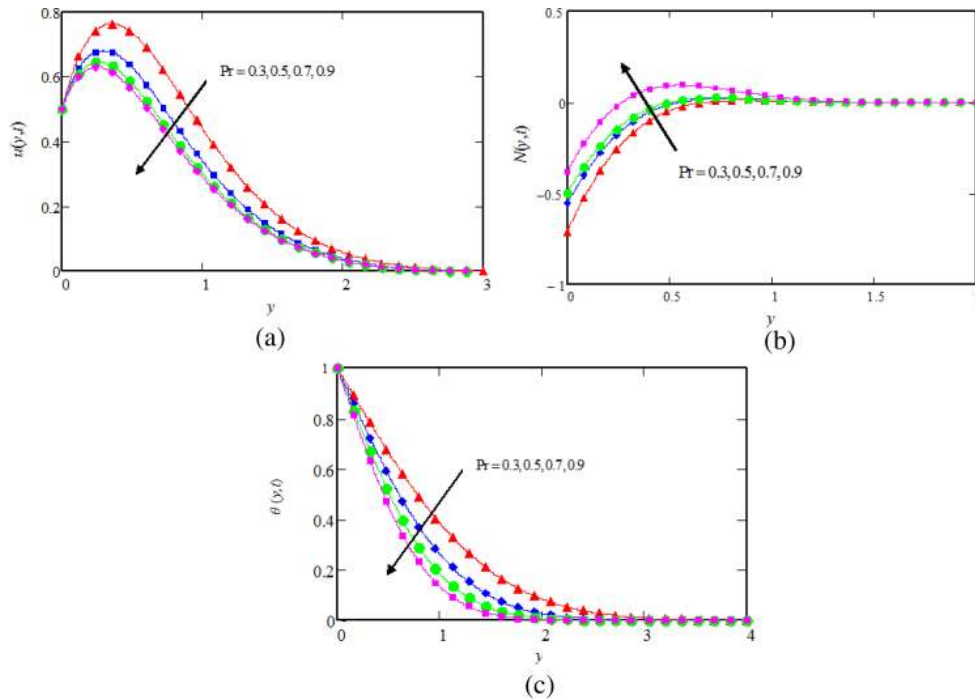 0.8
0.6
0.4
0.2
0
u(y,t)
Pr = 0.3, 0.5, 0.7, 0.9
0 1 2 3
y
(a)
0.5
0
−0.5
−1
N(y,t)
Pr = 0.3, 0.5, 0.7, 0.9
0 0.5 1 1.5 2
y
(b)
1
0.8
0.6
0.4
0.2
0
θ (y,t)
Pr = 0.3, 0.5, 0.7, 0.9
0 1 2 3 4
y
(c)